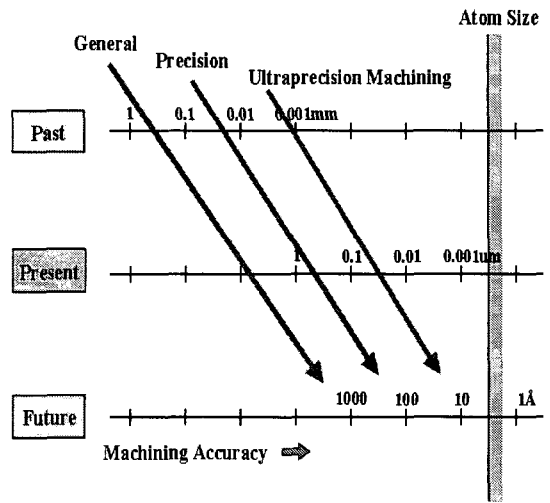 Atom Size
General
Precision
Ultraprecision Machining
Past
1 0.1 0.01 0.001mm
Present
1 0.1 0.01 0.001um
Future
1000 100 10 1Å
Machining Accuracy